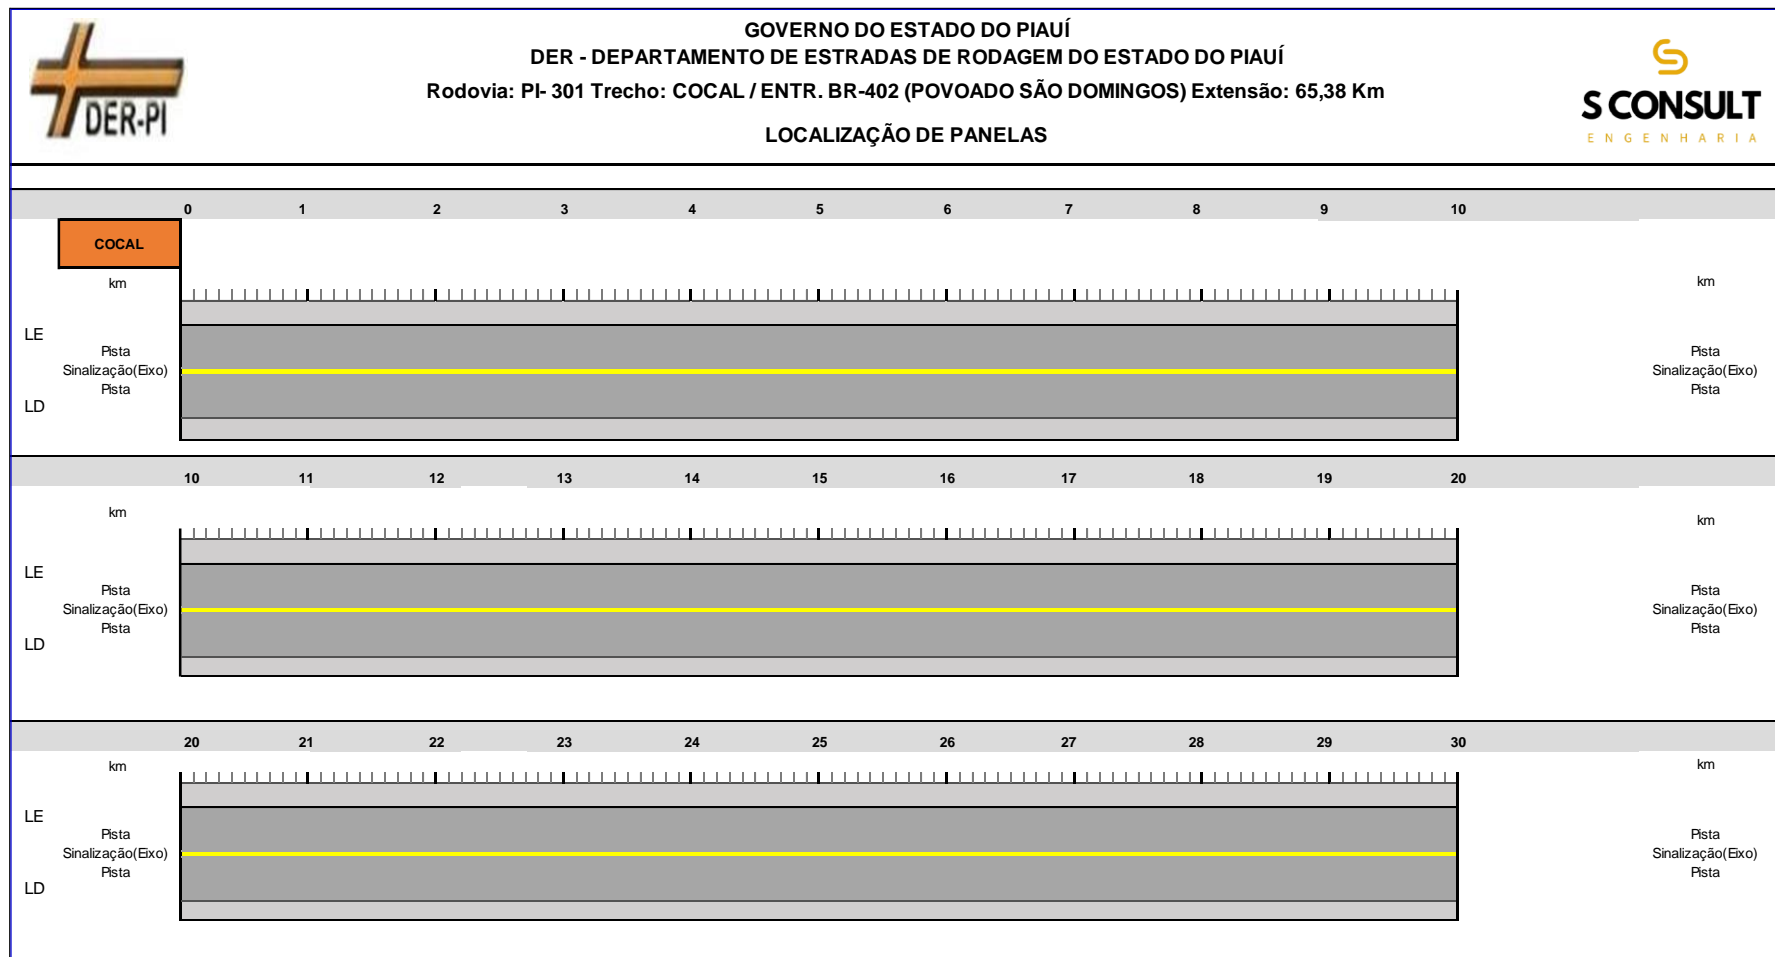 GOVERNO DO ESTADO DO PIAUÍ
DER - DEPARTAMENTO DE ESTRADAS DE RODAGEM DO ESTADO DO PIAUÍ
Rodovia: PI- 301 Trecho: COCAL / ENTR. BR-402 (POVOADO SÃO DOMINGOS) Extensão: 65,38 Km
LOCALIZAÇÃO DE PANELAS
DER-PI
S CONSULT
ENGENHARIA
0 1 2 3 4 5 6 7 8 9 10
COCAL
km km
LE
Pista Pista
Sinalização(Eixo) Sinalização(Eixo)
Pista Pista
LD
10 11 12 13 14 15 16 17 18 19 20
km km
LE
Pista Pista
Sinalização(Eixo) Sinalização(Eixo)
Pista Pista
LD
20 21 22 23 24 25 26 27 28 29 30
km km
LE
Pista Pista
Sinalização(Eixo) Sinalização(Eixo)
Pista Pista
LD